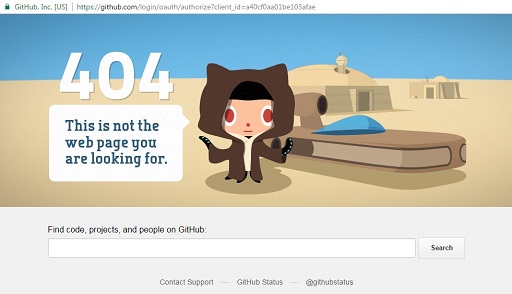 GitHub, Inc. [US] https://github.com/login/oauth/authorize?client_id=a40cf0aa01be103afae
404
This is not the
web page you
are looking for.
Find code, projects, and people on GitHub:
Search
Contact Support — GitHub Status — @githubstatus